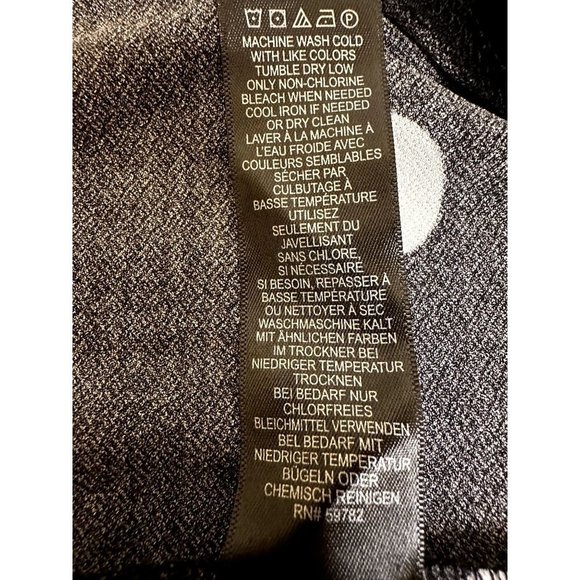 P
MACHINE WASH COLD
WITH LIKE COLORS
TUMBLE DRY LOW
ONLY NON-CHLORINE
BLEACH WHEN NEEDED
COOL IRON IF NEEDED
OR DRY CLEAN
LAVER À LA MACHINE À
L'EAU FROIDE AVEC
COULEURS SEMBLABLES
SÉCHER PAR
CULBUTAGE À
BASSE TEMPÉRATURE
UTILISEZ
SEULEMENT DU
JAVELLISANT
SANS CHLORE,
SI NÉCESSAIRE
SI BESOIN, REPASSER À
BASSE TEMPÉRATURE
OU NETTOYER À SEC
WASCHMASCHINE KALT
MIT ÄHNLICHEN FARBEN
IM TROCKNER BEI
NIEDRIGER TEMPERATUR
TROCKNEN
BEI BEDARF NUR
CHLORFREIES
BLEICHMITTEL VERWENDEN
BEI BEDARF MIT
NIEDRIGER TEMPERATUR
BÜGELN ODER
CHEMISCH REINIGEN
RN# 59782